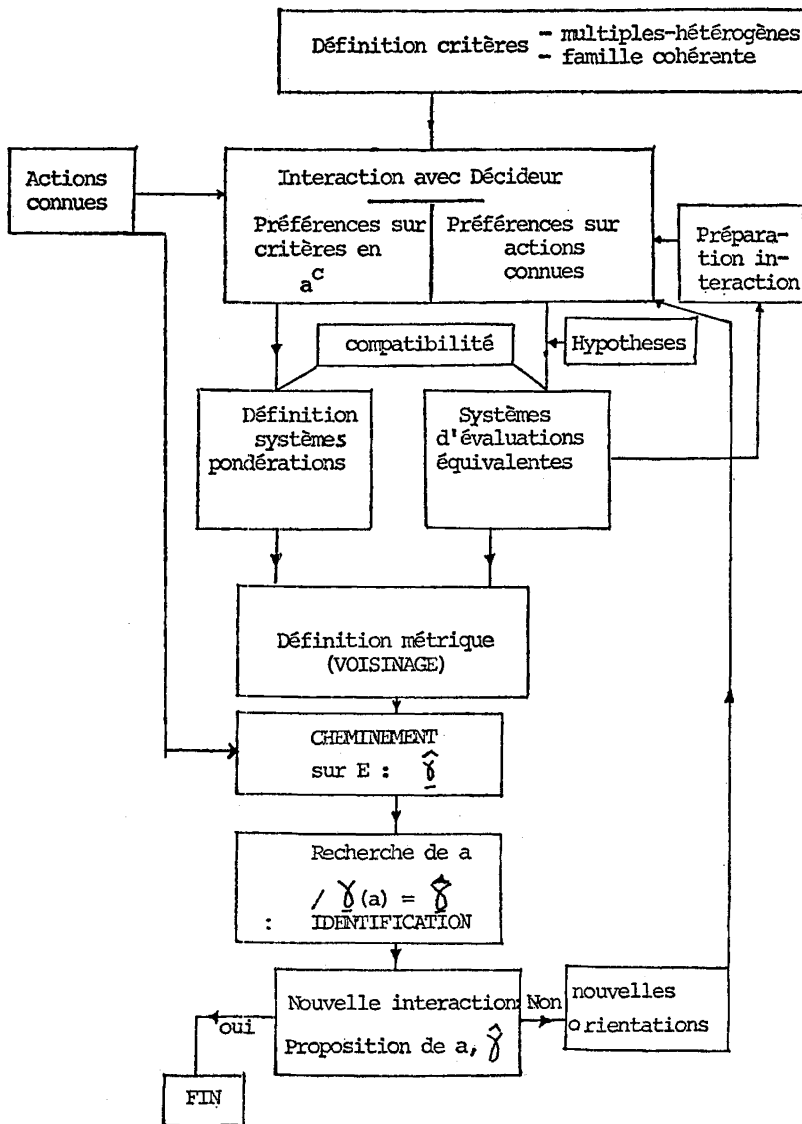 Définition critères
- multiples-hétérogènes
- famille cohérante
Actions
connues
Interaction avec Décideur
Préférences sur
critères en
a^c
Préférences sur
actions
connues
Prépara-
tion in-
teraction
compatibilité
Hypotheses
Définition
systèmes
pondérations
Systèmes
d'évaluations
équivalentes
Définition métrique
(VOISINAGE)
CHEMINEMENT
sur E : γ̲̂
Recherche de a
/ γ̲(a) = γ̲̂
: IDENTIFICATION
Nouvelle interaction
Proposition de a, γ̂
oui
Non
nouvelles
orientations
FIN